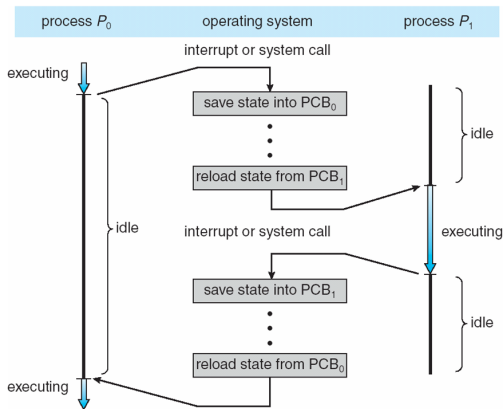 process P₀ operating system process P₁
interrupt or system call
executing
save state into PCB₀
idle
reload state from PCB₁
idle
interrupt or system call
executing
save state into PCB₁
idle
reload state from PCB₀
executing